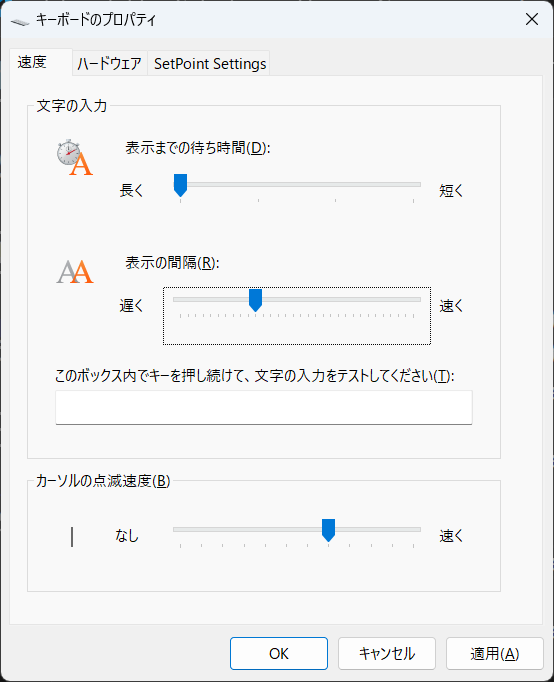 キーボードのプロパティ
速度 ハードウェア SetPoint Settings
文字の入力
表示までの待ち時間(D):
長く 短く
表示の間隔(R):
遅く 速く
このボックス内でキーを押し続けて、文字の入力をテストしてください(T):
カーソルの点滅速度(B)
なし 速く
OK キャンセル 適用(A)